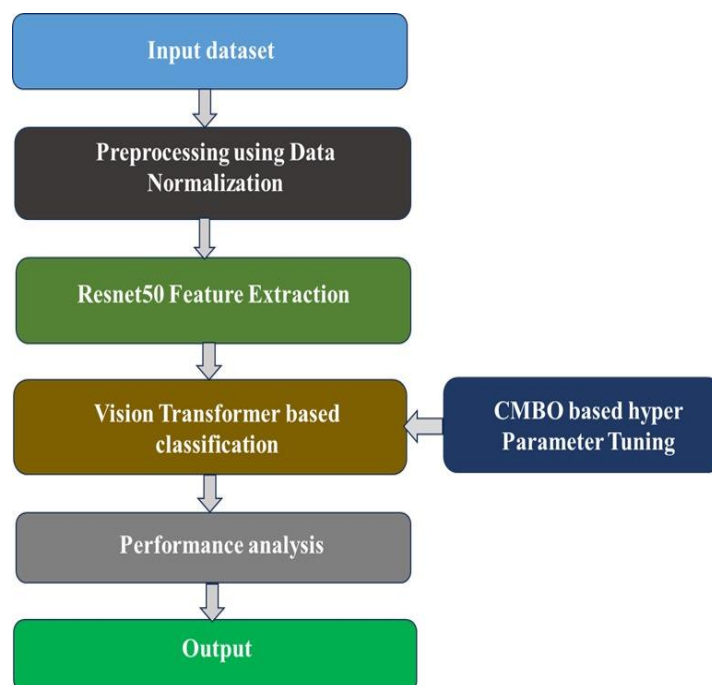 Input dataset
Preprocessing using Data
Normalization
Resnet50 Feature Extraction
Vision Transformer based
classification
CMBO based hyper
Parameter Tuning
Performance analysis
Output